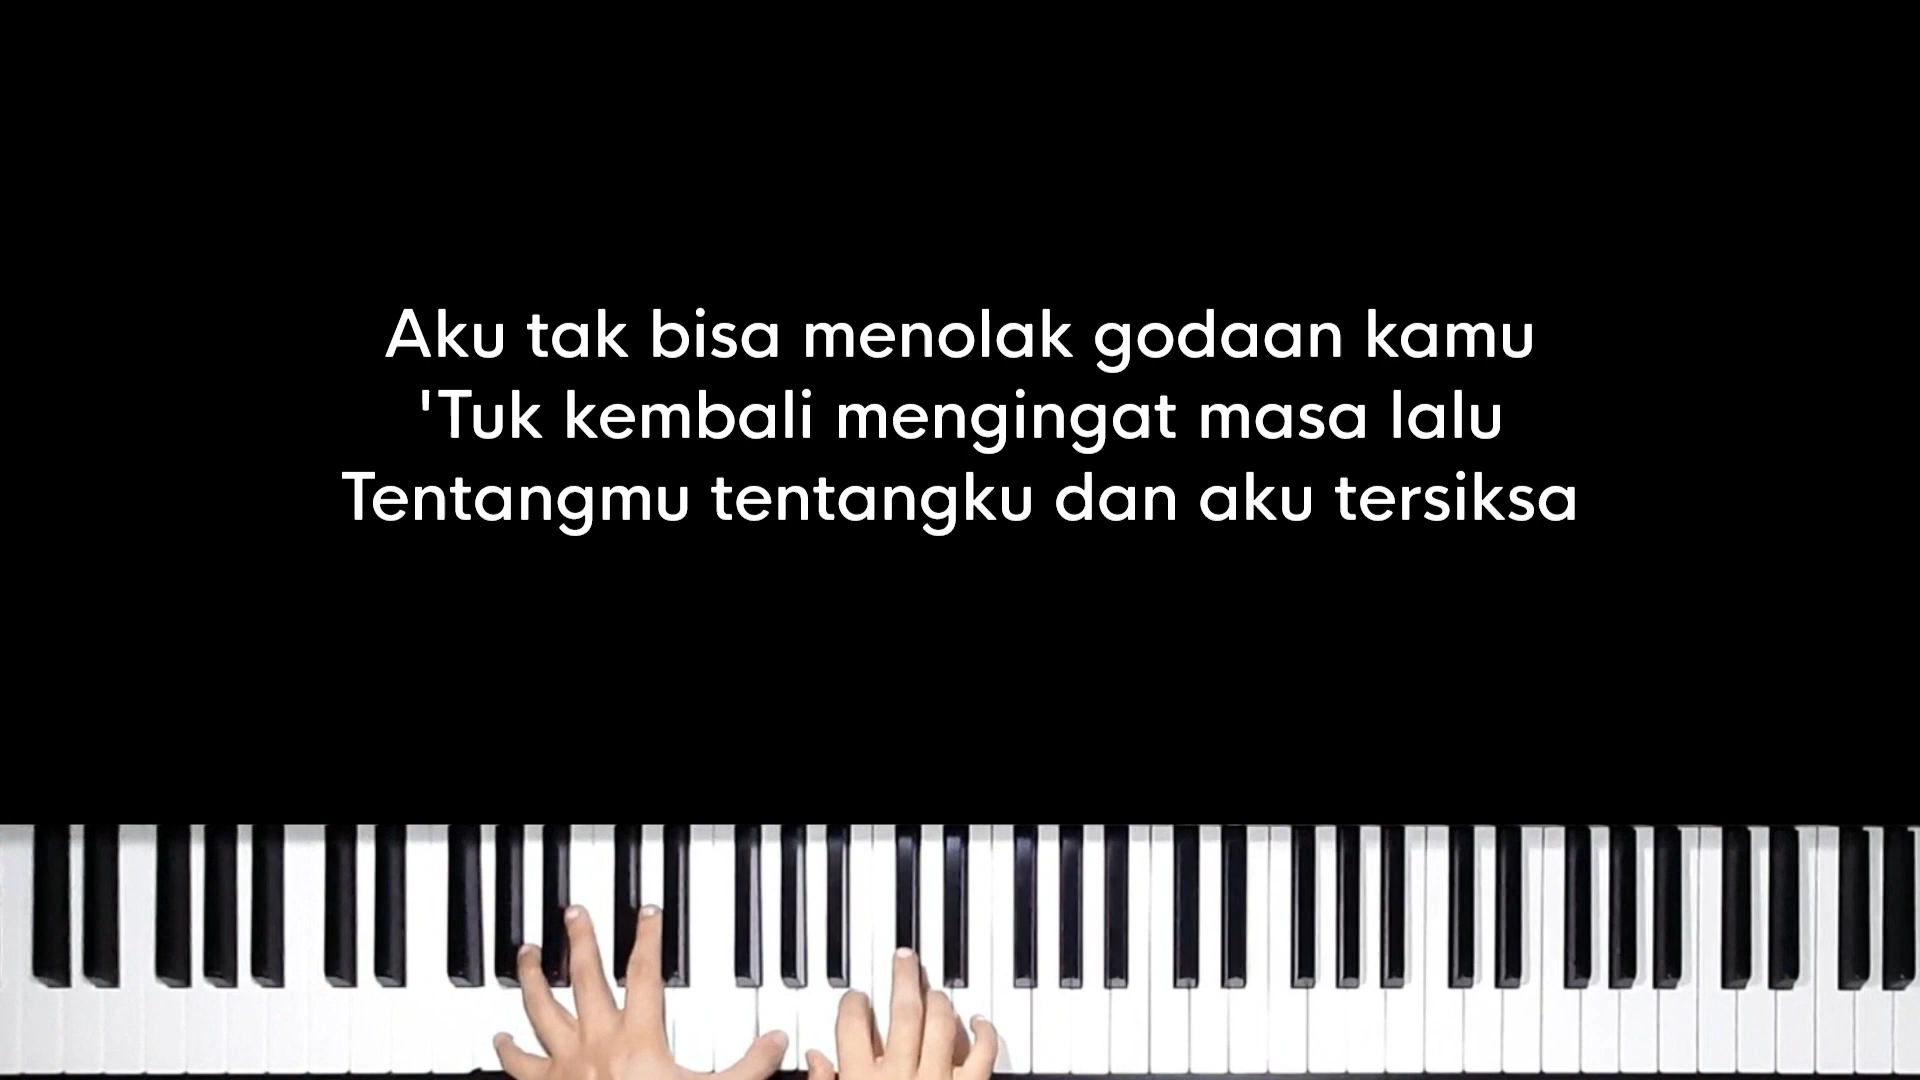 Aku tak bisa menolak godaan kamu
'Tuk kembali mengingat masa lalu
Tentangmu tentangku dan aku tersiksa